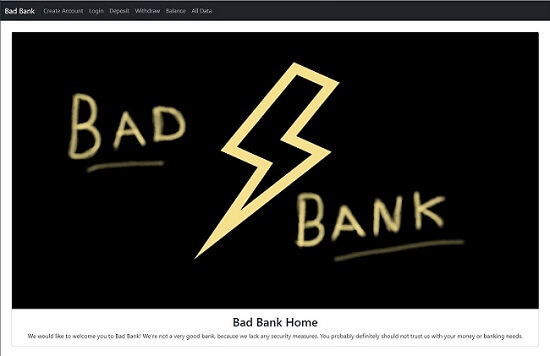 Bad Bank Create Account Login Deposit Withdraw Balance All Data
BAD
BANK
Bad Bank Home
We would like to welcome you to Bad Bank! We're not a very good bank, because we lack any security measures. You probably definitely should not trust us with your money or banking needs.